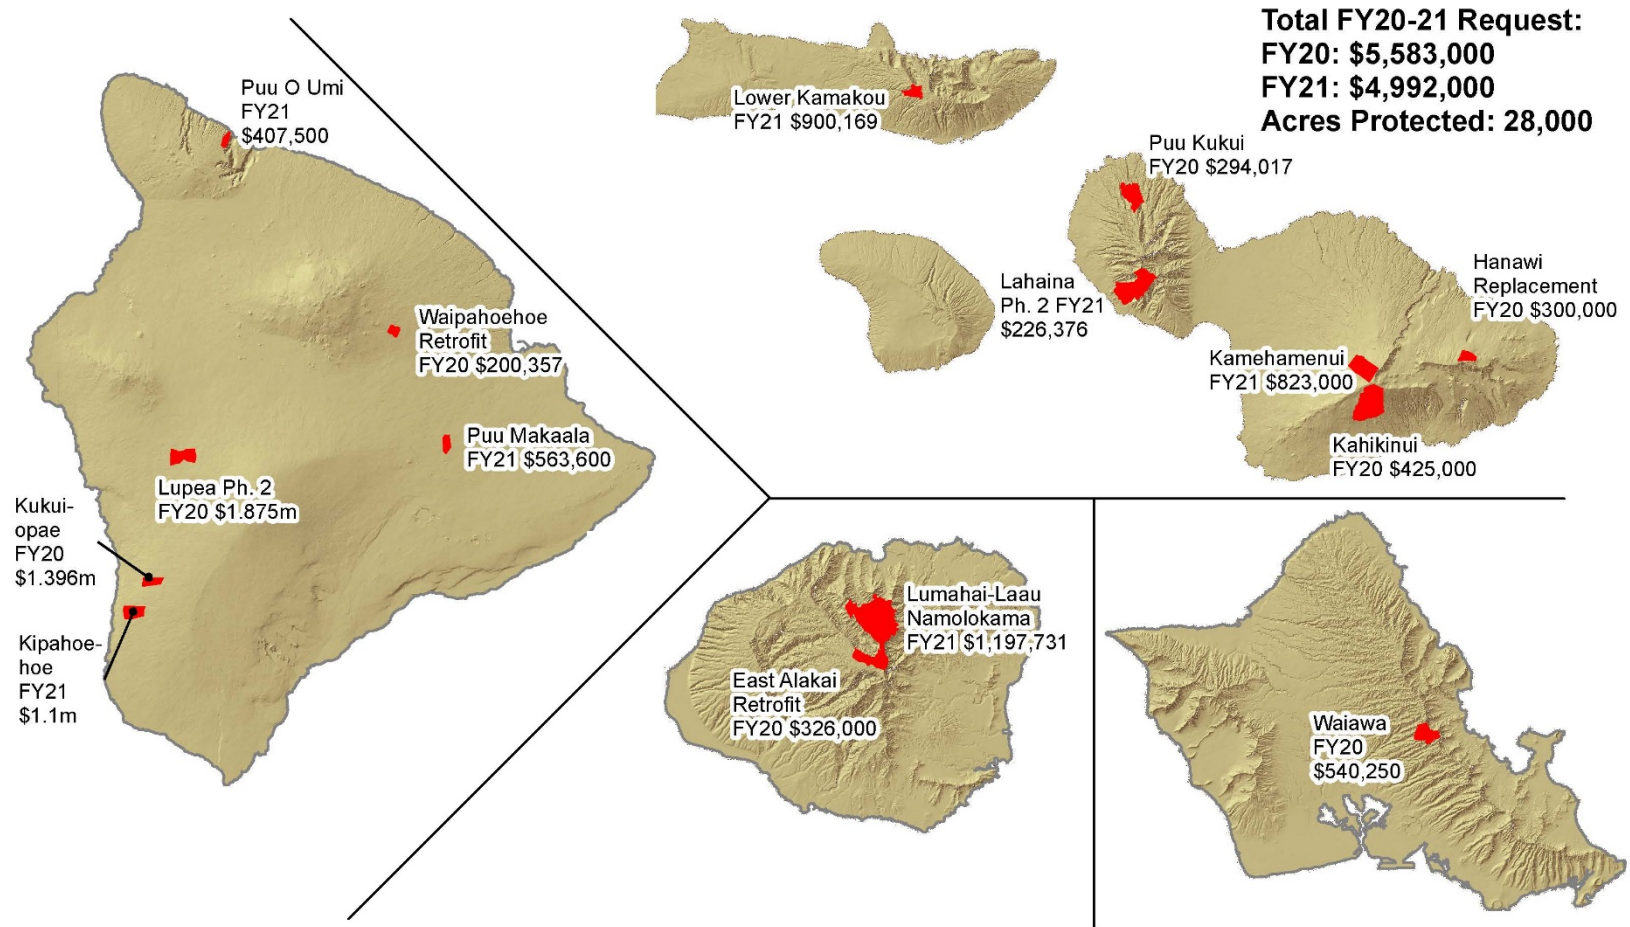 Total FY20-21 Request:
FY20: $5,583,000
FY21: $4,992,000
Acres Protected: 28,000
Puu O Umi
FY21
$407,500
Waipahoehoe
Retrofit
FY20 $200,357
Puu Makaala
FY21 $563,600
Lupea Ph. 2
FY20 $1.875m
Kukui-
opae
FY20
$1.396m
Kipahoe-
hoe
FY21
$1.1m
Lower Kamakou
FY21 $900,169
Puu Kukui
FY20 $294,017
Lahaina
Ph. 2 FY21
$226,376
Hanawi
Replacement
FY20 $300,000
Kamehamenui
FY21 $823,000
Kahikinui
FY20 $425,000
Lumahai-Laau
Namolokama
FY21 $1,197,731
East Alakai
Retrofit
FY20 $326,000
Waiawa
FY20
$540,250